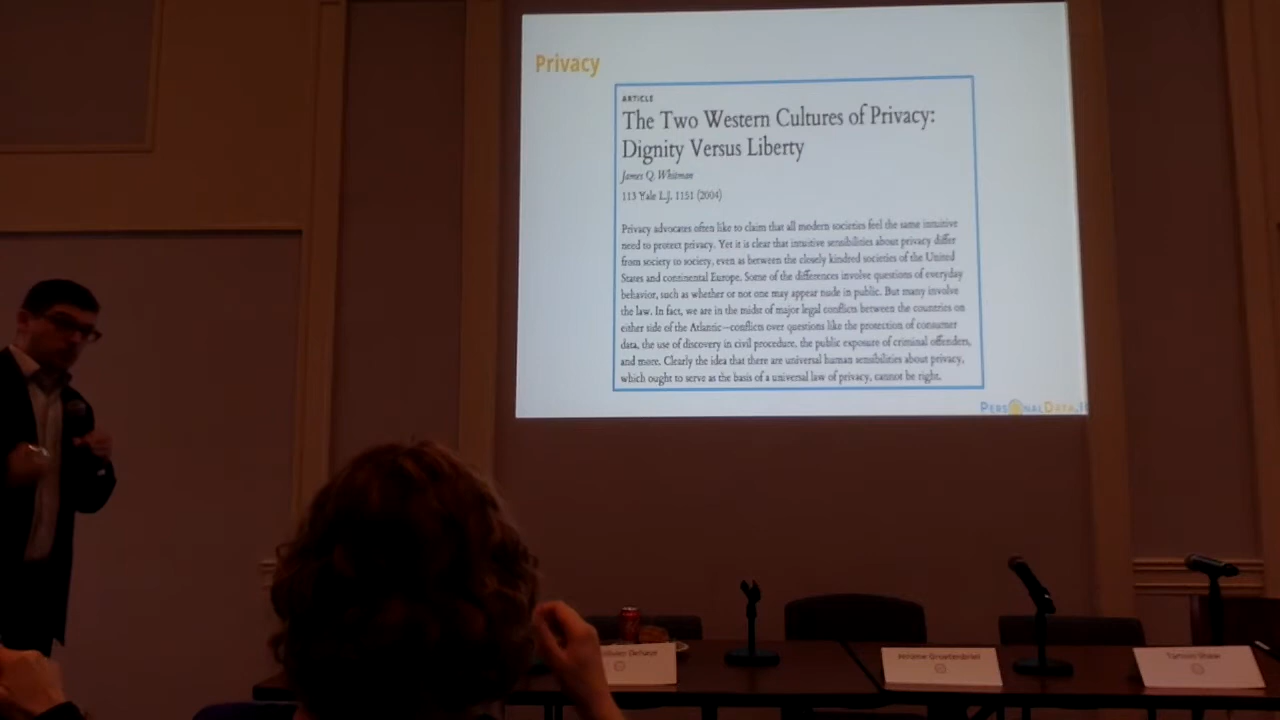 Privacy
ARTICLE
The Two Western Cultures of Privacy:
Dignity Versus Liberty
James Q. Whitman
113 Yale L.J. 1151 (2004)
Privacy advocates often like to claim that all modern societies feel the same intuitive
need to protect privacy. Yet it is clear that intuitive sensibilities about privacy differ
from society to society, even as between the closely kindred societies of the United
States and continental Europe. Some of the differences involve questions of everyday
behavior, such as whether or not one may appear nude in public. But many involve
the law. In fact, we are in the midst of major legal conflicts between the countries on
either side of the Atlantic—conflicts over questions like the protection of consumer
data, the use of discovery in civil procedure, the public exposure of criminal offenders,
and more. Clearly the idea that there are universal human sensibilities about privacy,
which ought to serve as the basis of a universal law of privacy, cannot be right.
PERSONALDATA.I
Dehaye
Jerome Groetenbriel
Tamsin Shaw